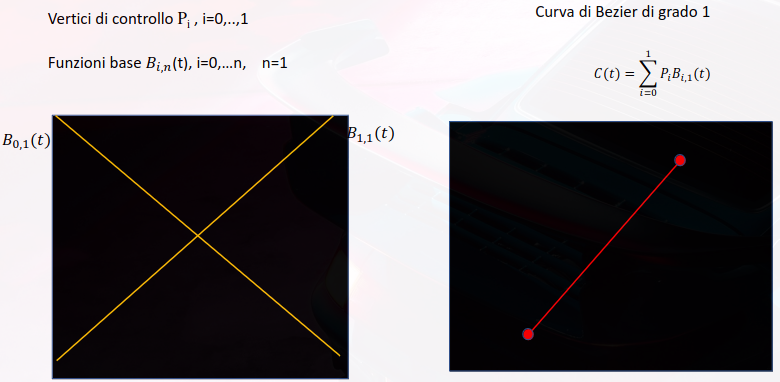 Vertici di controllo P_i , i=0,..,1
Funzioni base B_{i,n}(t), i=0,...n, n=1
B_{0,1}(t)
B_{1,1}(t)
Curva di Bezier di grado 1
C(t) = \sum_{i=0}^{1} P_i B_{i,1}(t)